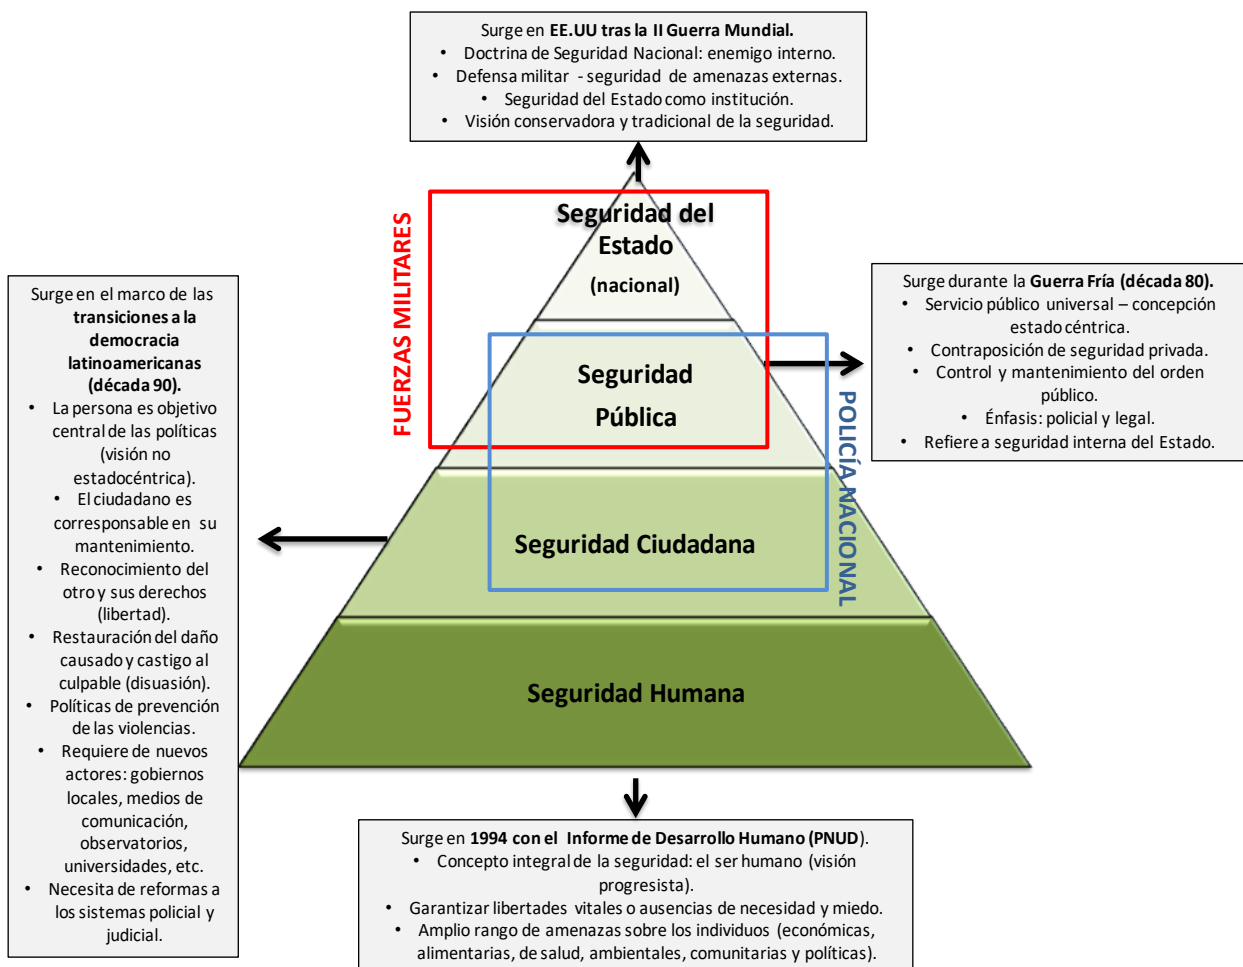 Surge en EE.UU tras la II Guerra Mundial.
• Doctrina de Seguridad Nacional: enemigo interno.
• Defensa militar - seguridad de amenazas externas.
• Seguridad del Estado como institución.
• Visión conservadora y tradicional de la seguridad.
FUERZAS MILITARES
Seguridad del
Estado
(nacional)
Seguridad
Pública
POLICÍA NACIONAL
Seguridad Ciudadana
Seguridad Humana
Surge en el marco de las
transiciones a la
democracia
latinoamericanas
(década 90).
• La persona es objetivo
central de las políticas
(visión no
estadocéntrica).
• El ciudadano es
corresponsable en su
mantenimiento.
• Reconocimiento del
otro y sus derechos
(libertad).
• Restauración del daño
causado y castigo al
culpable (disuasión).
• Políticas de prevención
de las violencias.
• Requiere de nuevos
actores: gobiernos
locales, medios de
comunicación,
observatorios,
universidades, etc.
• Necesita de reformas a
los sistemas policial y
judicial.
Surge durante la Guerra Fría (década 80).
• Servicio público universal – concepción
estado céntrica.
• Contraposición de seguridad privada.
• Control y mantenimiento del orden
público.
• Énfasis: policial y legal.
• Refiere a seguridad interna del Estado.
Surge en 1994 con el Informe de Desarrollo Humano (PNUD).
• Concepto integral de la seguridad: el ser humano (visión
progresista).
• Garantizar libertades vitales o ausencias de necesidad y miedo.
• Amplio rango de amenazas sobre los individuos (económicas,
alimentarias, de salud, ambientales, comunitarias y políticas).